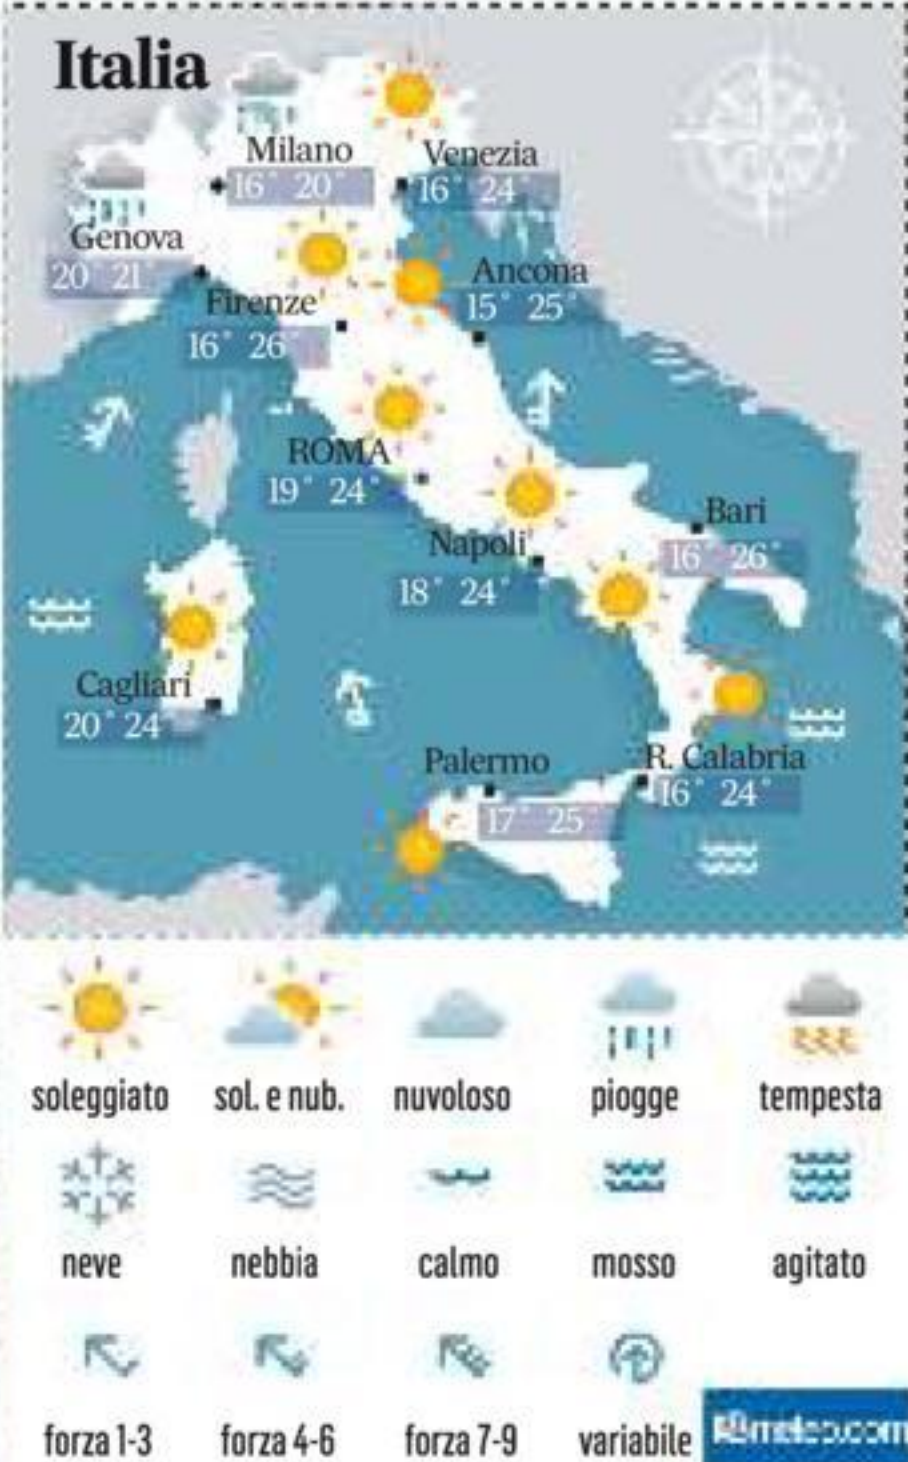 Italia
Milano
16° 20°
Venezia
16° 24°
Genova
20 21
Ancona
15° 25°
Firenze
16° 26°
ROMA
19° 24°
Bari
16° 26°
Napoli
18° 24°
Cagliari
20° 24
Palermo
17° 25°
R. Calabria
16° 24°
soleggiato
sol. e nub.
nuvoloso
piogge
tempesta
neve
nebbia
calmo
mosso
agitato
forza 1-3
forza 4-6
forza 7-9
variabile